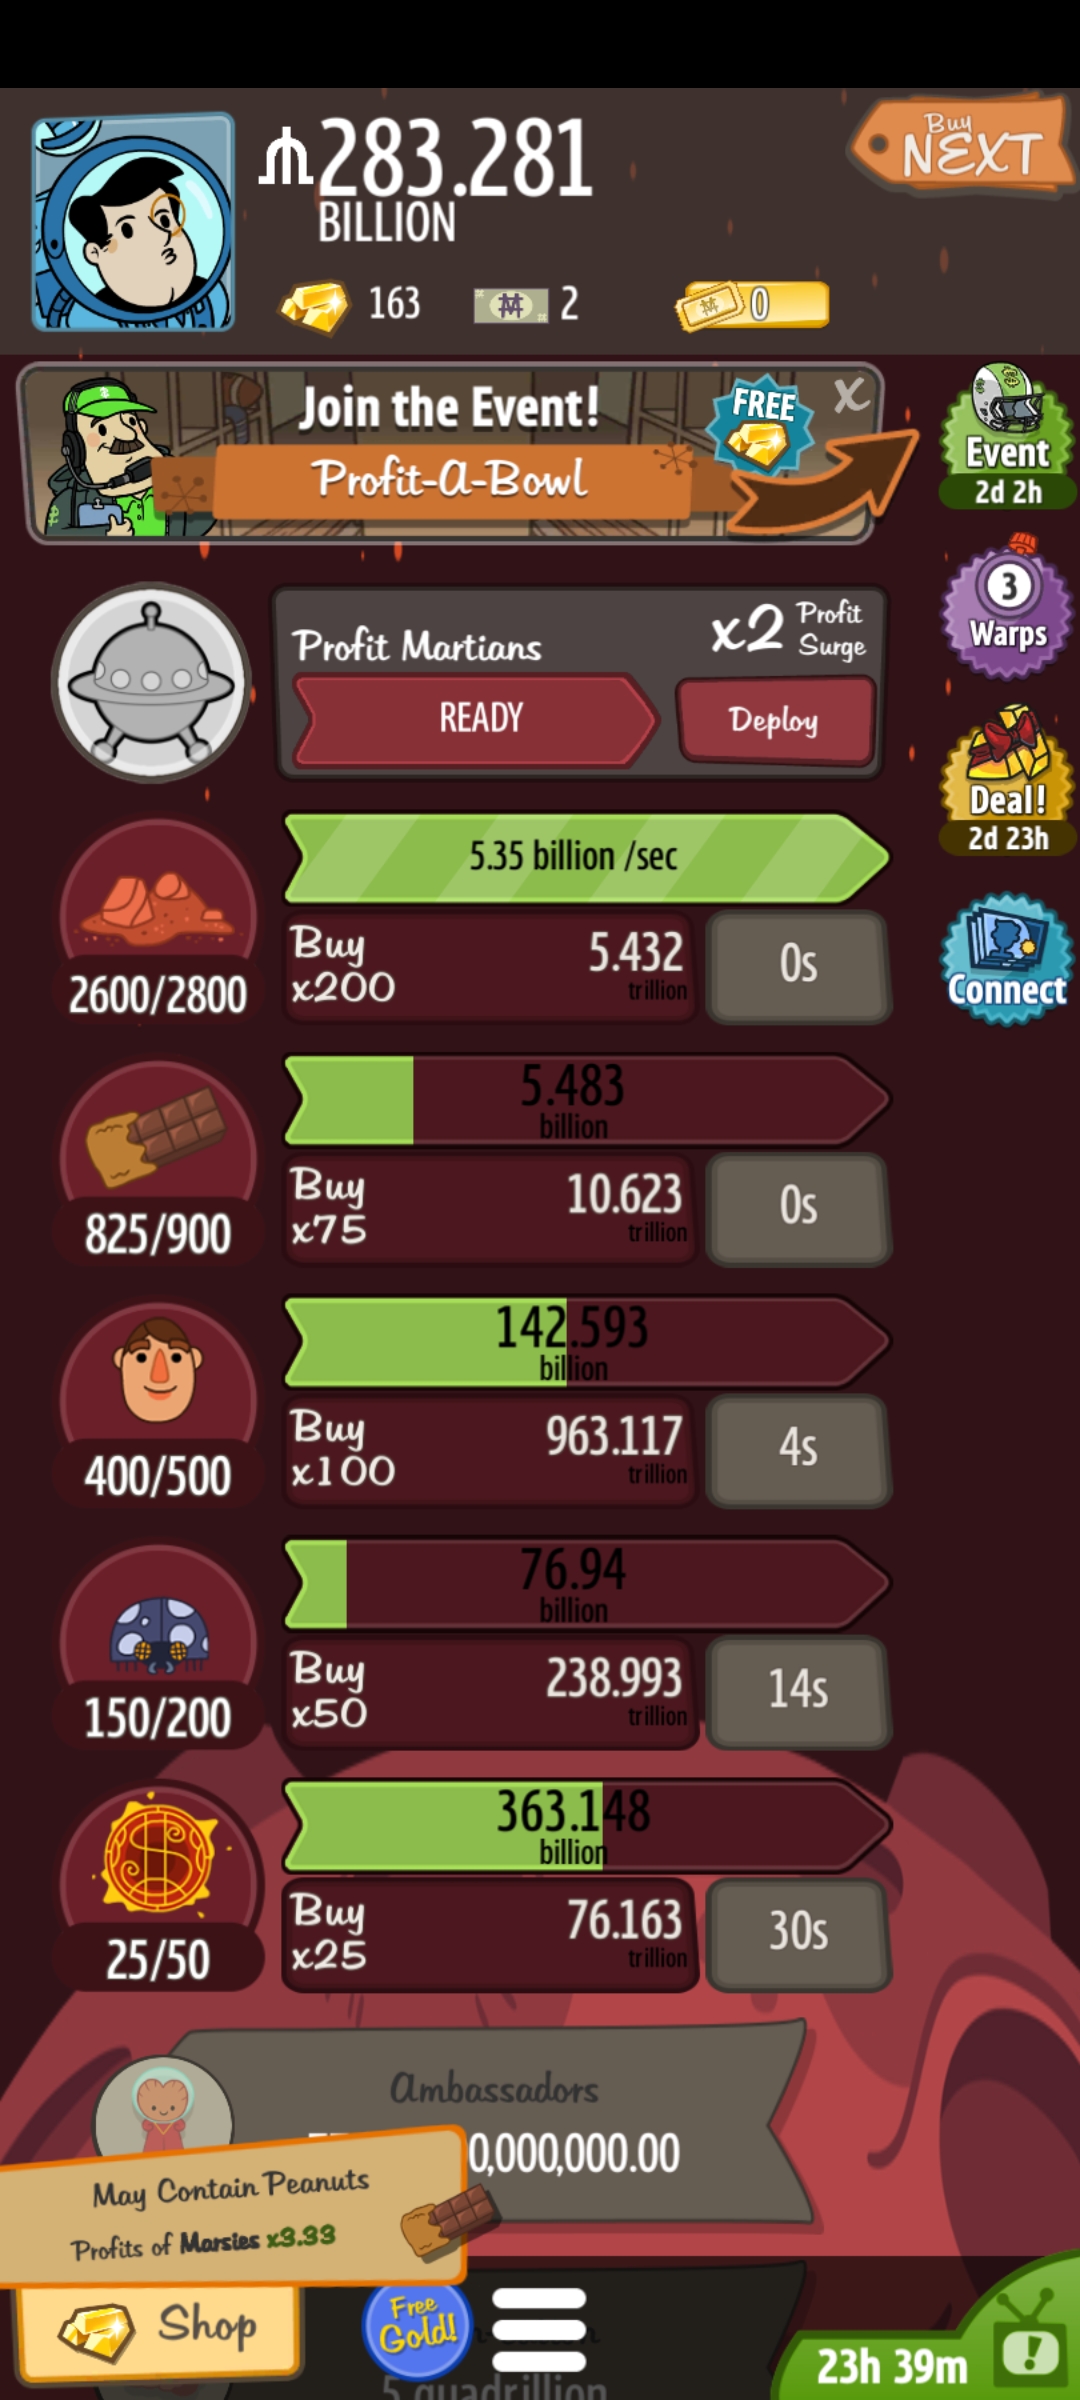 283.281
BILLION
Buy
NEXT
163
2
0
Join the Event!
FREE
X
Profit-A-Bowl
Event
2d 2h
3
Warps
Profit Martians
x2 Profit
Surge
READY
Deploy
Deal!
2d 23h
5.35 billion /sec
Buy
x200
5.432
trillion
0s
2600/2800
Connect
5.483
billion
Buy
x75
10.623
trillion
0s
825/900
142.593
billion
Buy
x100
963.117
trillion
4s
400/500
76.94
billion
Buy
x50
238.993
trillion
14s
150/200
363.148
billion
Buy
x25
76.163
trillion
30s
25/50
Ambassadors
0,000,000.00
May Contain Peanuts
Profits of Marsies x3.33
Shop
Free
Gold!
23h 39m
5 quadrillion